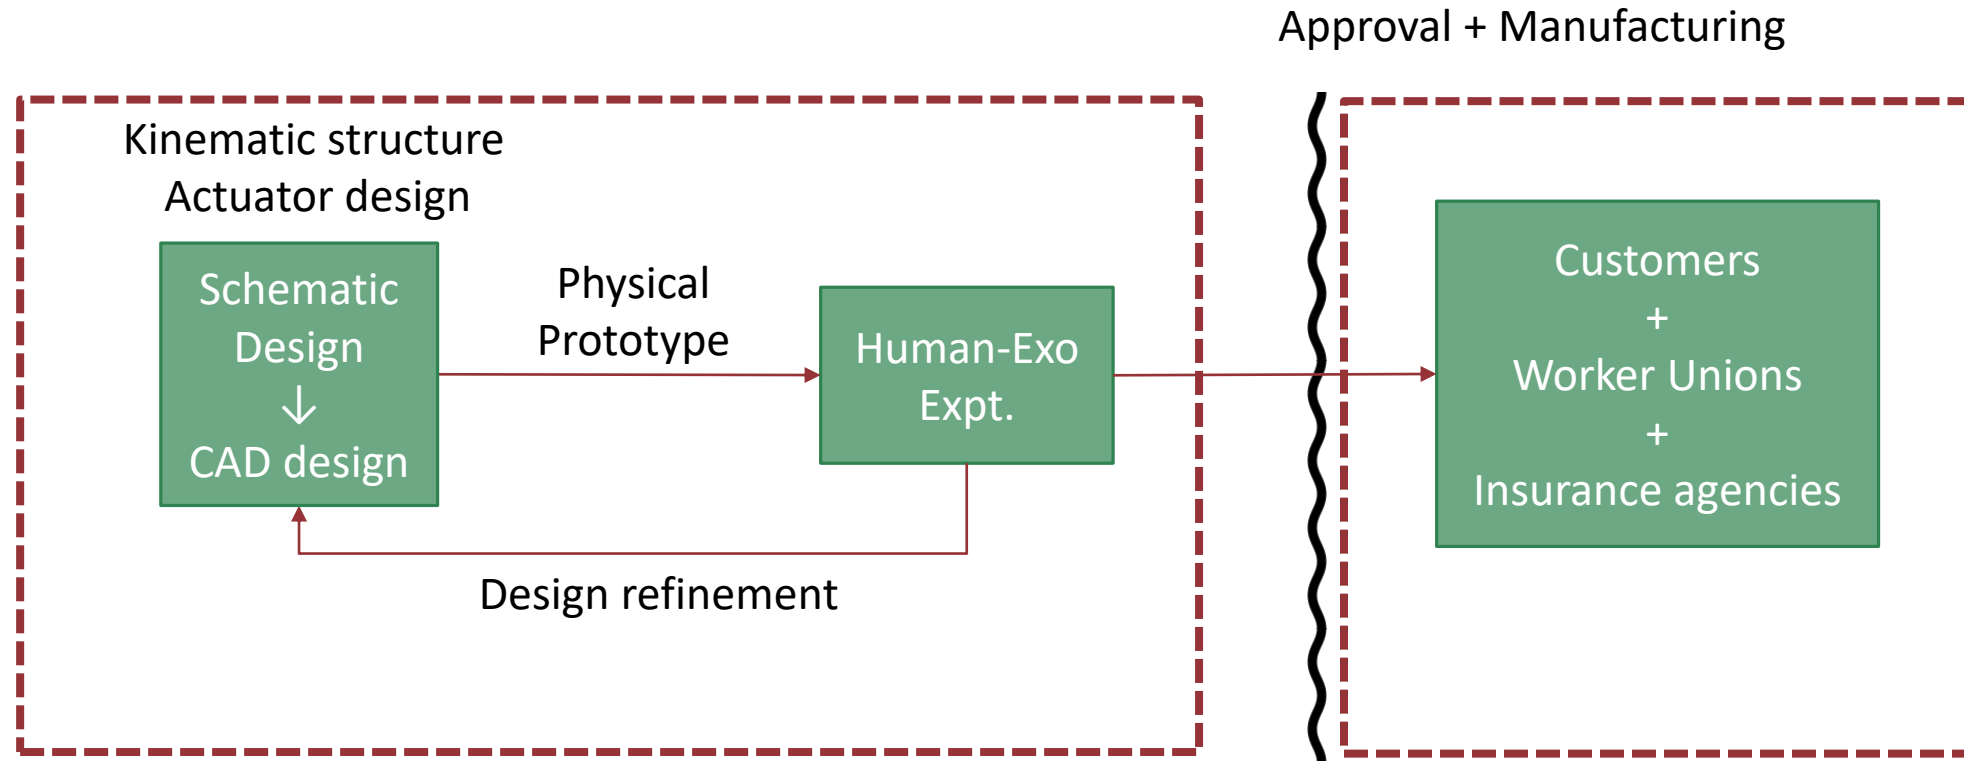 Approval + Manufacturing
Kinematic structure
Actuator design
Schematic
Design
↓
CAD design
Physical
Prototype
Human-Exo
Expt.
Design refinement
Customers
+
Worker Unions
+
Insurance agencies